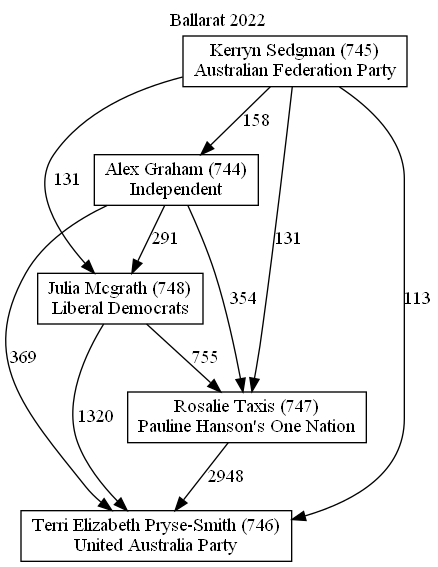 Ballarat 2022
Kerryn Sedgman (745)
Australian Federation Party
158
Alex Graham (744)
Independent
131
291
131
Julia Mcgrath (748)
Liberal Democrats
354
113
369
755
Rosalie Taxis (747)
Pauline Hanson's One Nation
1320
2948
Terri Elizabeth Pryse-Smith (746)
United Australia Party